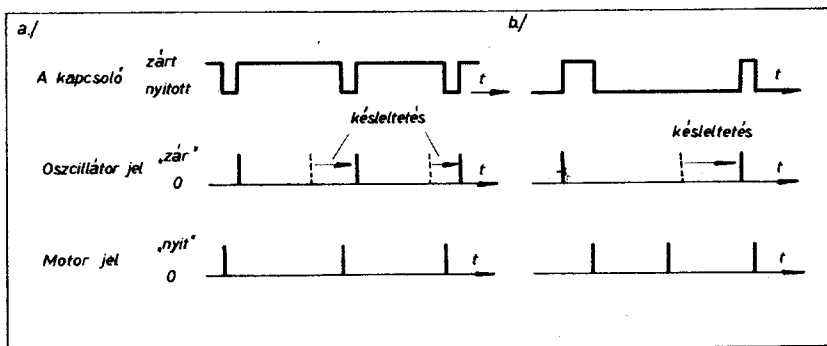 a./
b./
A kapcsoló
zárt
nyitott
t
t
késleltetés
késleltetés
Oszcillátor jel
„zár"
0
t
t
Motor jel
„nyit"
0
t
t